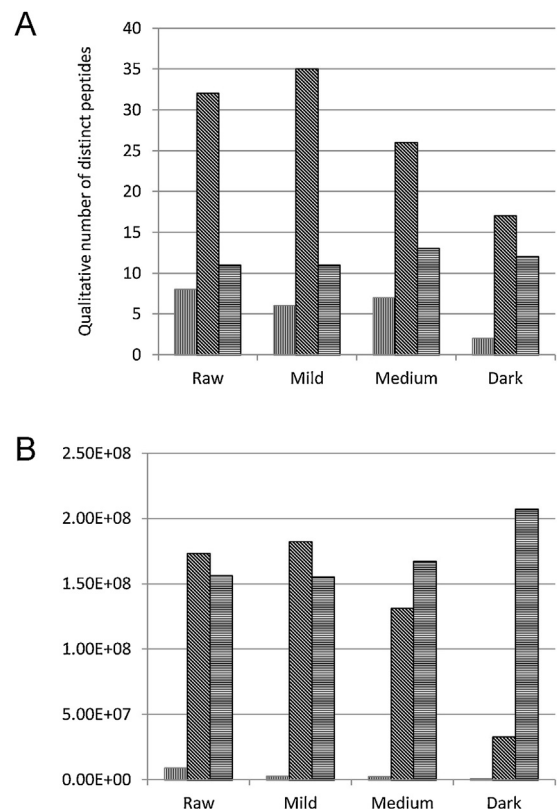 A
Qualitative number of distinct peptides
40
35
30
25
20
15
10
5
0
Raw Mild Medium Dark
B
2.50E+08
2.00E+08
1.50E+08
1.00E+08
5.00E+07
0.00E+00
Raw Mild Medium Dark